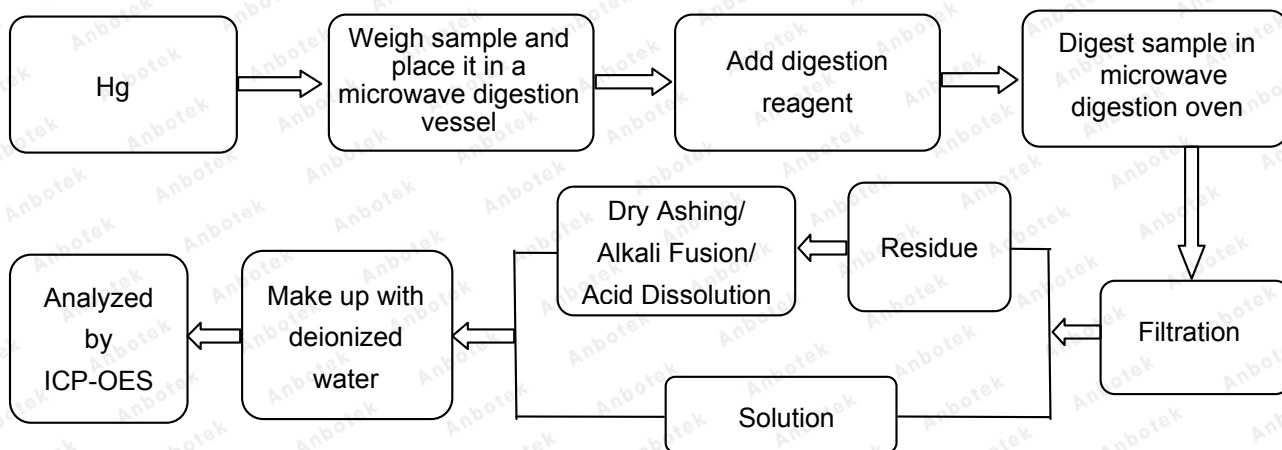 Hg
Weigh sample and
place it in a
microwave digestion
vessel
Add digestion
reagent
Digest sample in
microwave
digestion oven
Filtration
Residue
Dry Ashing/
Alkali Fusion/
Acid Dissolution
Solution
Make up with
deionized
water
Analyzed
by
ICP-OES
Anbotek